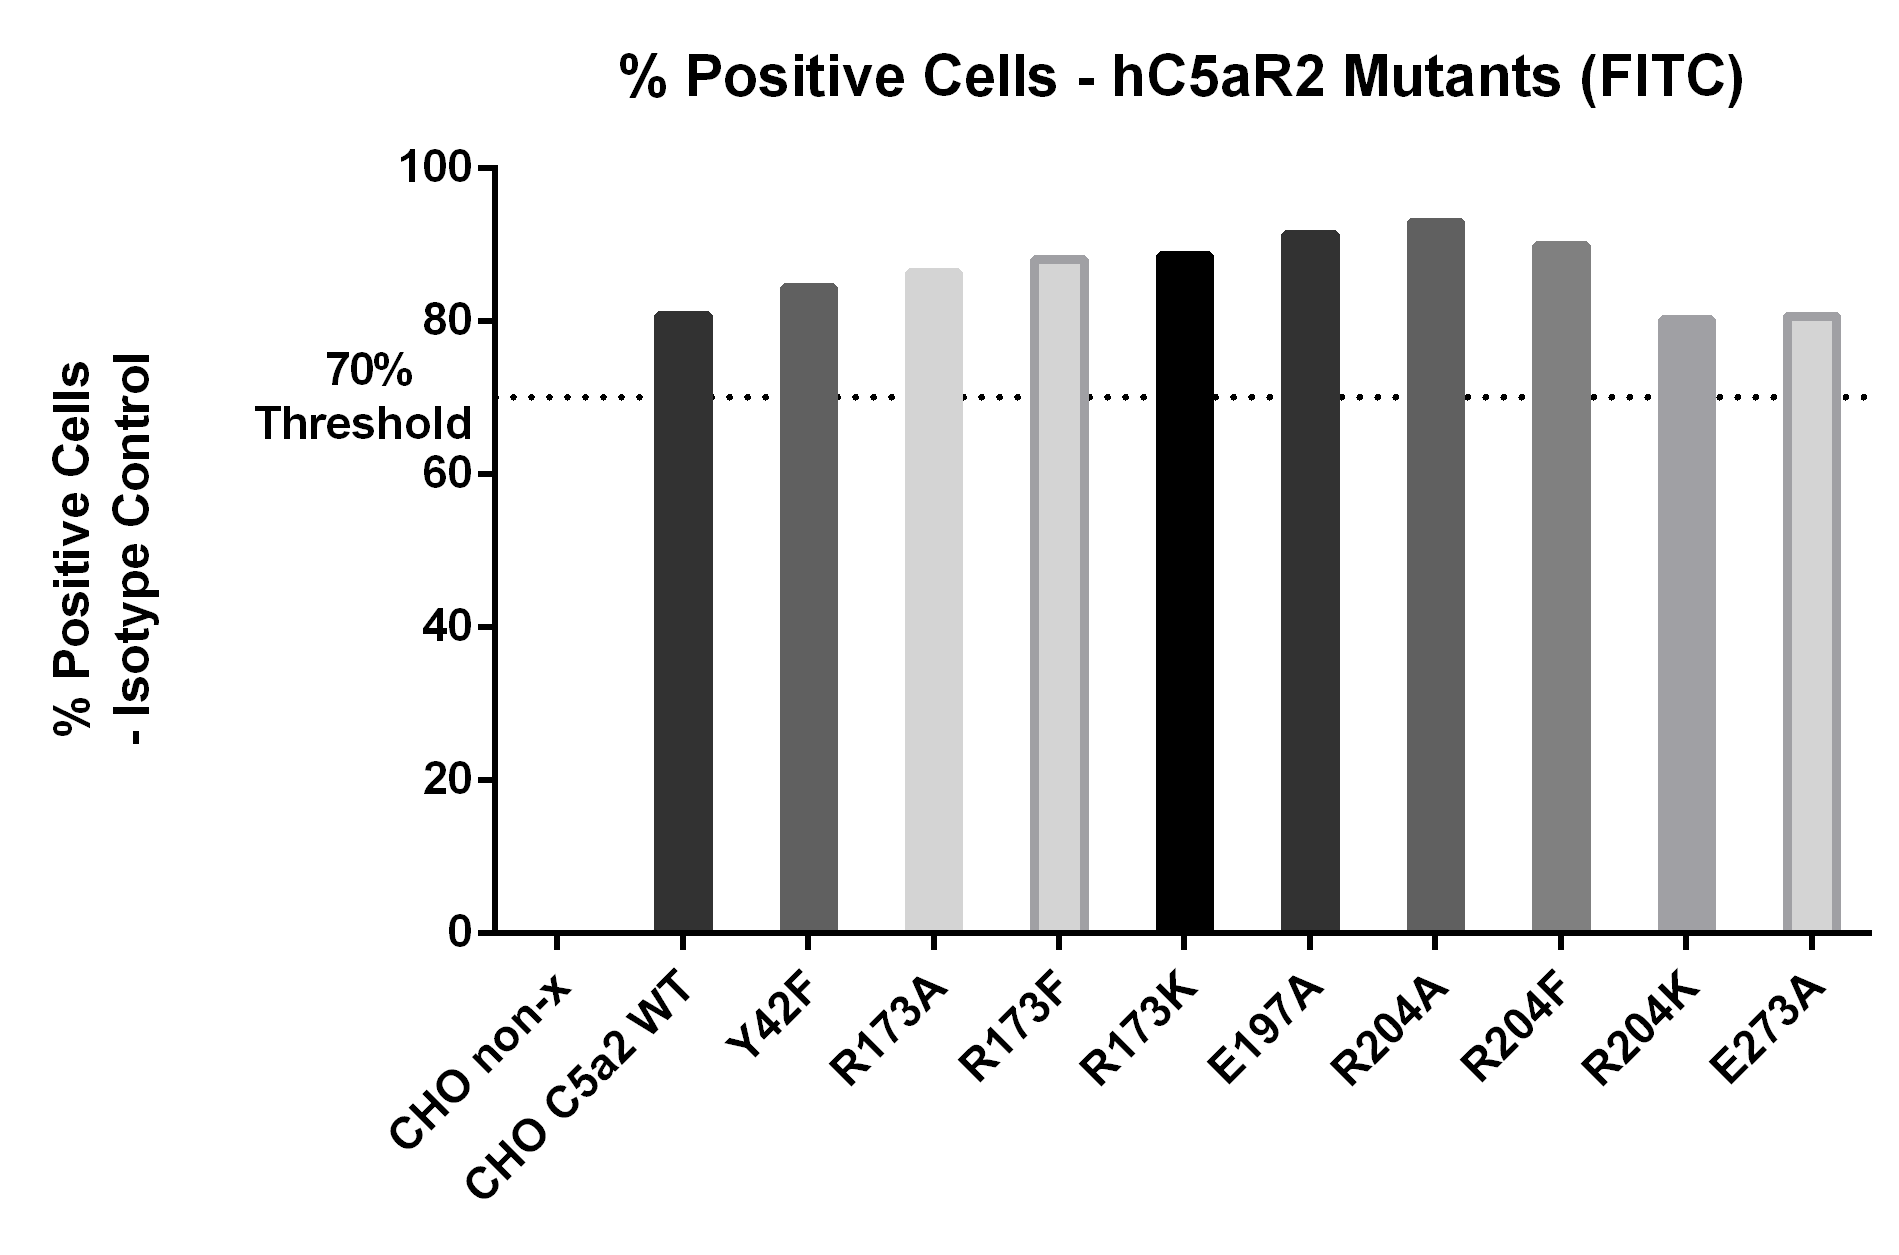 % Positive Cells - hC5aR2 Mutants (FITC)
% Positive Cells
- Isotype Control
100
80
70%
Threshold
60
40
20
0
CHO non-x
CHO C5a2 WT
Y42F
R173A
R173F
R173K
E197A
R204A
R204F
R204K
E273A